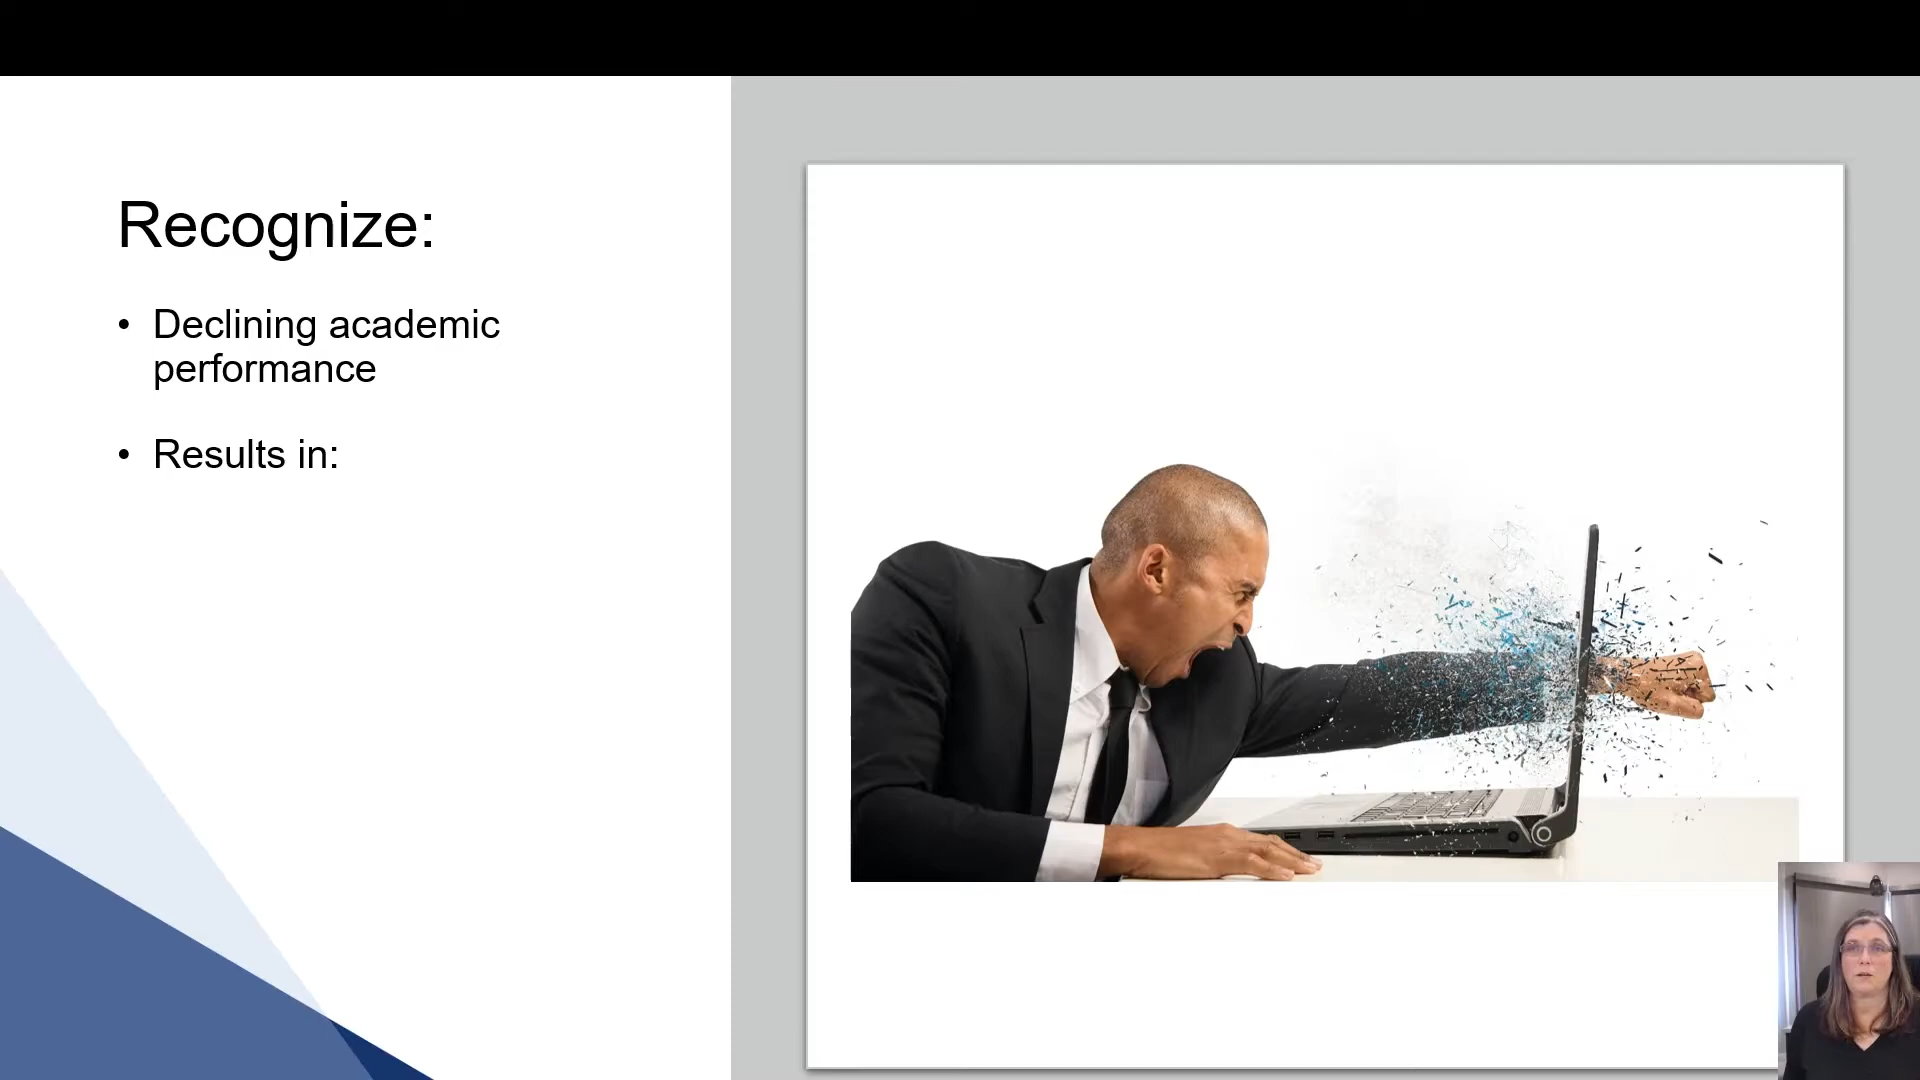 Recognize:
• Declining academic
performance
• Results in: